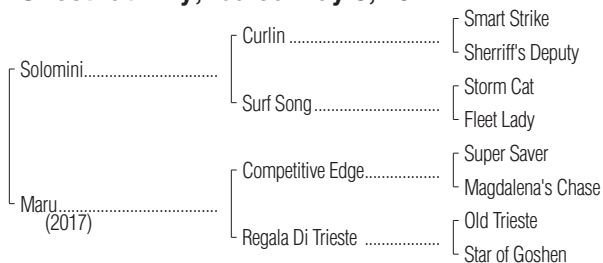 Smart Strike
Curlin
Sherriff's Deputy
Solomini
Storm Cat
Surf Song
Fleet Lady
Super Saver
Competitive Edge
Magdalena's Chase
Maru
(2017)
Old Trieste
Regala Di Trieste
Star of Goshen